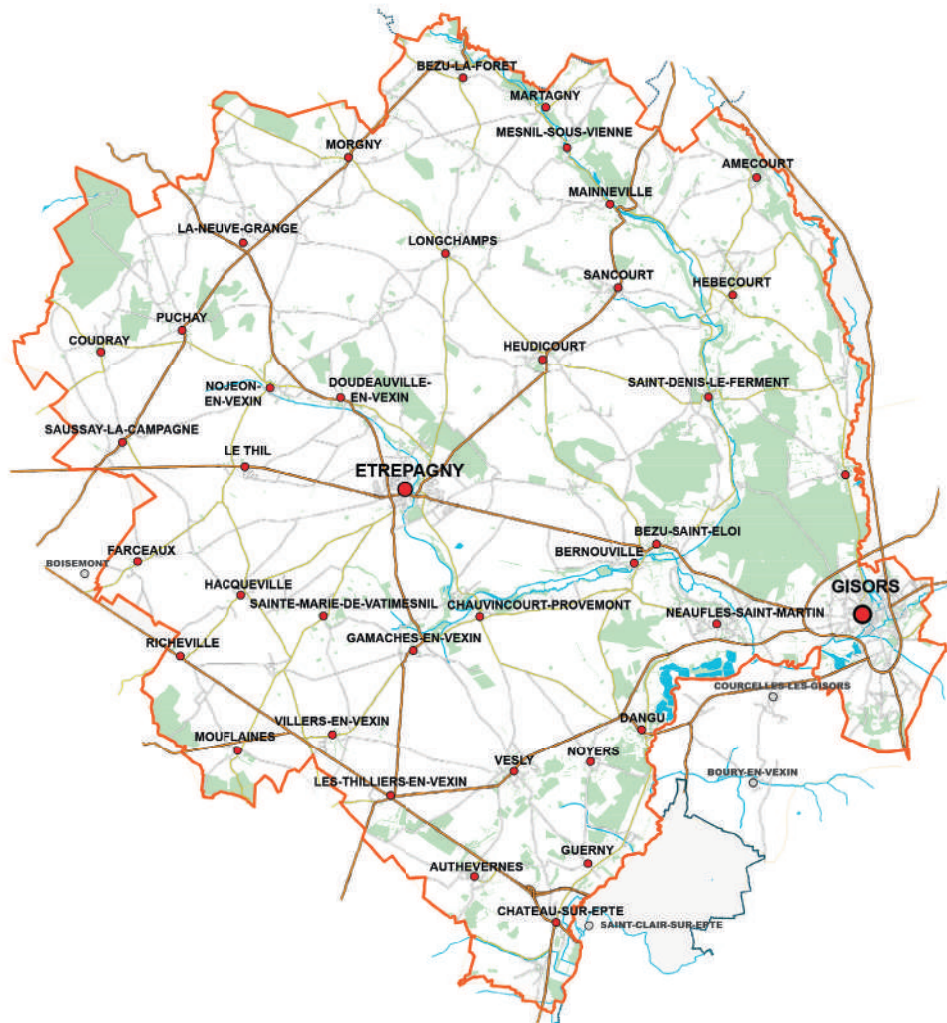 BEZU-LA-FORET
MARTAGNY
MESNIL-SOUS-VIENNE
MORGNY
AMECOURT
MAINNEVILLE
LA-NEUVE-GRANGE
LONGCHAMPS
SANCOURT
HEBECOURT
PUCHAY
COUDRAY
HEUDICOURT
NOJEON-
EN-VEXIN
DOUDEAUVILLE-
EN-VEXIN
SAINT-DENIS-LE-FERMENT
SAUSSAY-LA-CAMPAGNE
LE THIL
ETREPAGNY
BEZU-SAINT-ELOI
BERNOUVILLE
FARCEAUX
BOISEMONT
HACQUEVILLE
GISORS
SAINTE-MARIE-DE-VATIMESNIL
CHAUVINCOURT-PROVEMONT
NEAUFLES-SAINT-MARTIN
RICHEVILLE
GAMACHES-EN-VEXIN
COURCELLES-LES-GISORS
DANGU
VILLERS-EN-VEXIN
MOUFLAINES
VESLY
NOYERS
LES-THILLIERS-EN-VEXIN
BOURY-EN-VEXIN
GUERNY
AUTHEVERNES
CHATEAU-SUR-EPTE
SAINT-CLAIR-SUR-EPTE